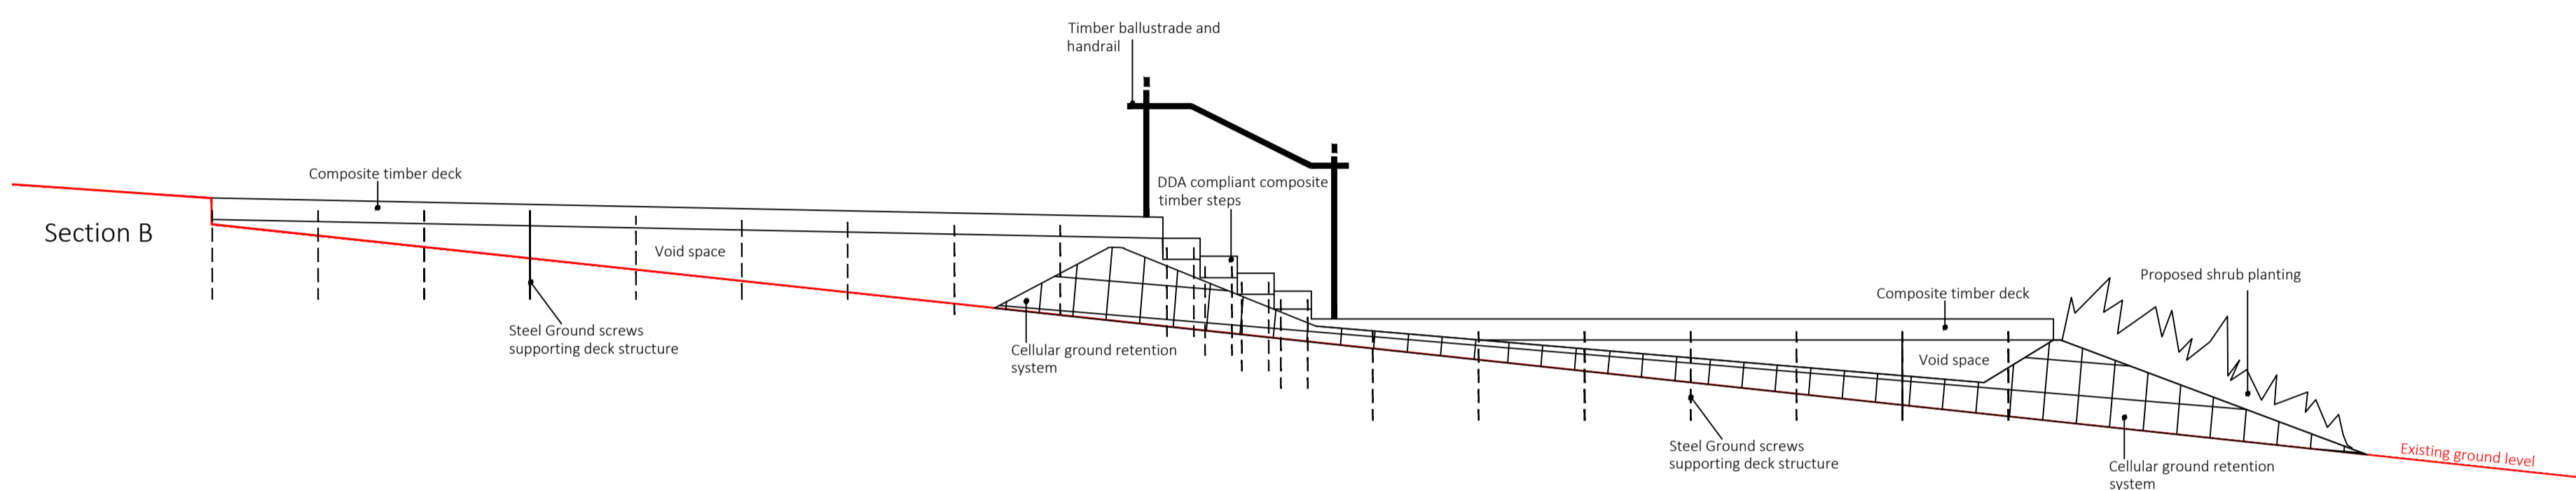 Timber ballustrade and
handrail
Composite timber deck
DDA compliant composite
timber steps
Section B
Void space
Steel Ground screws
supporting deck structure
Cellular ground retention
system
Proposed shrub planting
Composite timber deck
Void space
Steel Ground screws
supporting deck structure
Cellular ground retention
system
Existing ground level